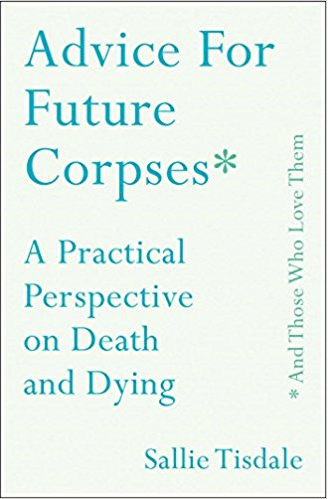 Advice For
Future
Corpses*
* And Those Who Love Them
A Practical
Perspective
on Death
and Dying
Sallie Tisdale